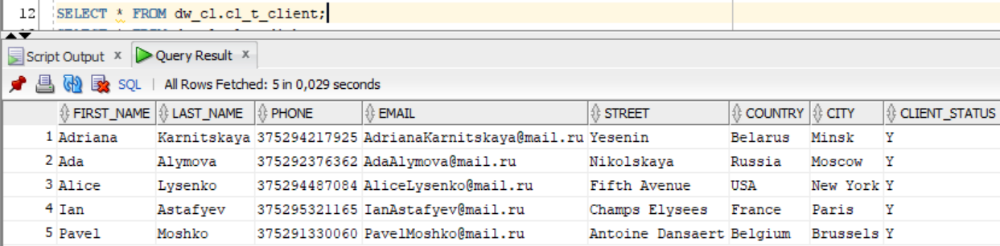 12 SELECT * FROM dw_cl.cl_t_client;
Script Output x Query Result x
SQL | All Rows Fetched: 5 in 0,029 seconds
FIRST_NAME LAST_NAME PHONE EMAIL STREET COUNTRY CITY CLIENT_STATUS
1 Adriana Karnitskaya 375294217925 AdrianaKarnitskaya@mail.ru Yesenin Belarus Minsk Y
2 Ada Alymova 375292376362 AdaAlymova@mail.ru Nikolskaya Russia Moscow Y
3 Alice Lysenko 375294487084 AliceLysenko@mail.ru Fifth Avenue USA New York Y
4 Ian Astafyev 375295321165 IanAstafyev@mail.ru Champs Elysees France Paris Y
5 Pavel Moshko 375291330060 PavelMoshko@mail.ru Antoine Dansaert Belgium Brussels Y